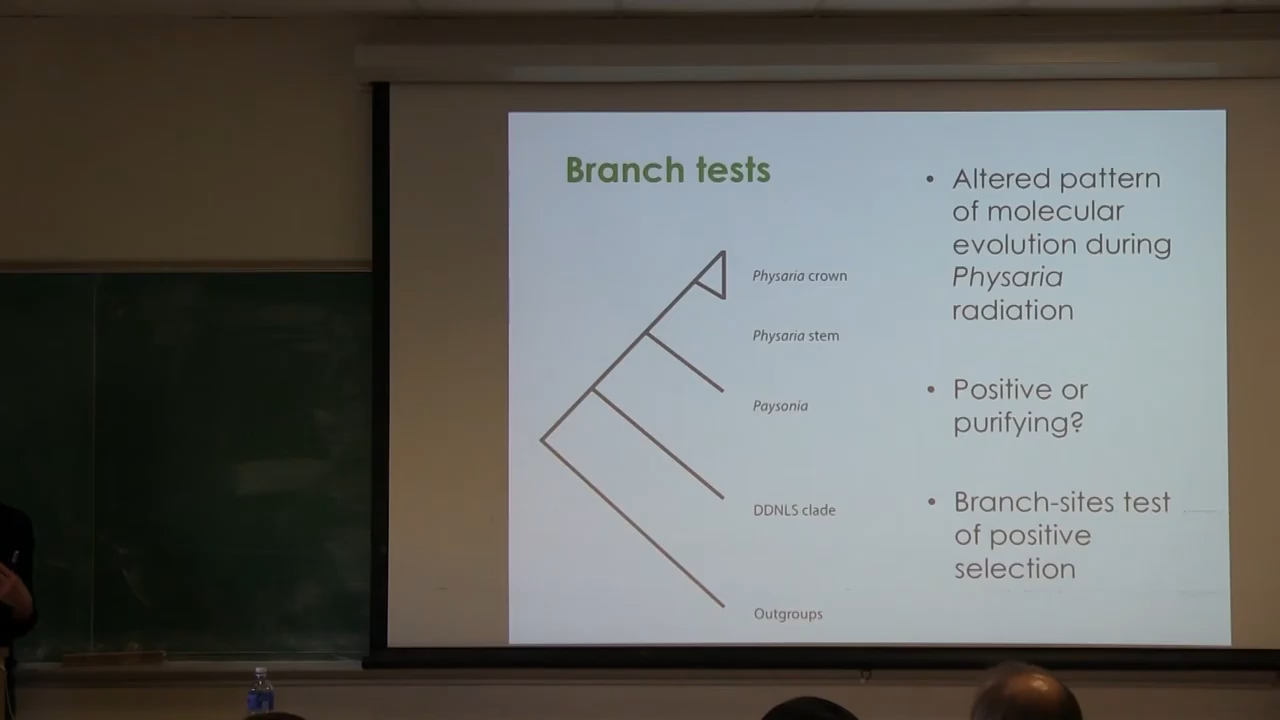 Branch tests
Physaria crown
Physaria stem
Paysonia
DDNLS clade
Outgroups
• Altered pattern
of molecular
evolution during
Physaria
radiation
• Positive or
purifying?
• Branch-sites test
of positive
selection